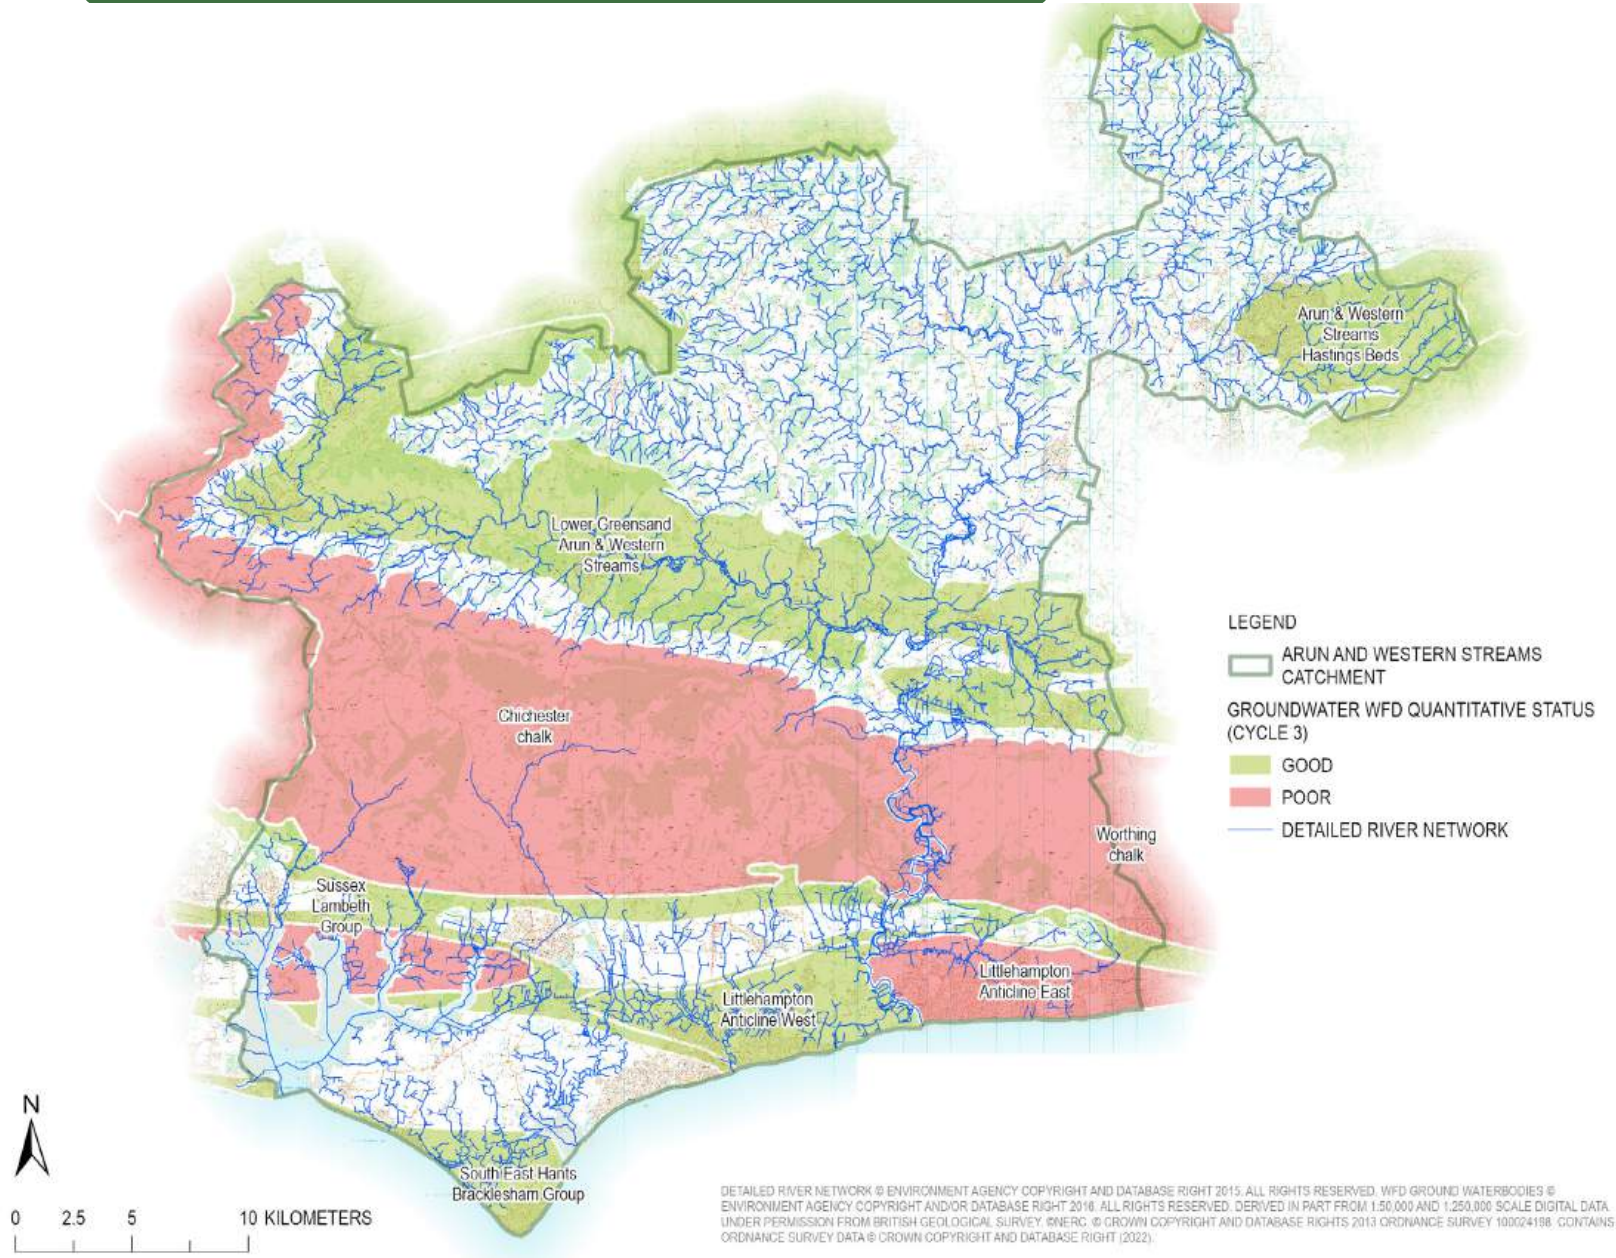 Arun & Western
Streams
Hastings Beds
Lower Greensand
Arun & Western
Streams
Chichester
chalk
Worthing
chalk
Sussex
Lambeth
Group
Littlehampton
Anticline East
Littlehampton
Anticline West
South East Hants
Bracklesham Group
LEGEND
ARUN AND WESTERN STREAMS
CATCHMENT
GROUNDWATER WFD QUANTITATIVE STATUS
(CYCLE 3)
GOOD
POOR
DETAILED RIVER NETWORK
N
0 2.5 5 10 KILOMETERS
DETAILED RIVER NETWORK © ENVIRONMENT AGENCY COPYRIGHT AND DATABASE RIGHT 2015. ALL RIGHTS RESERVED. WFD GROUND WATERBODIES ©
ENVIRONMENT AGENCY COPYRIGHT AND/OR DATABASE RIGHT 2016. ALL RIGHTS RESERVED. DERIVED IN PART FROM 1:50,000 AND 1:250,000 SCALE DIGITAL DATA
UNDER PERMISSION FROM BRITISH GEOLOGICAL SURVEY. ©NERC. © CROWN COPYRIGHT AND DATABASE RIGHTS 2013 ORDNANCE SURVEY 100024198. CONTAINS
ORDNANCE SURVEY DATA © CROWN COPYRIGHT AND DATABASE RIGHT (2022).